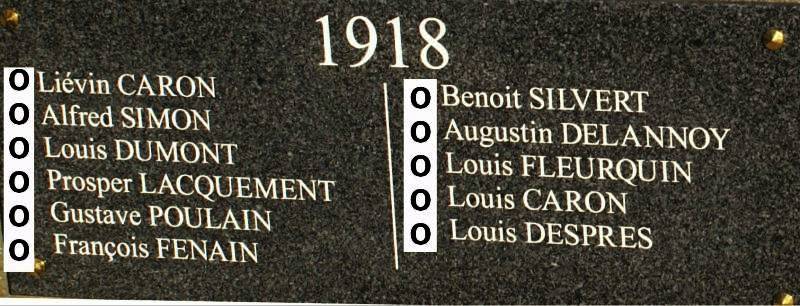 1918
O Liévin CARON
O Alfred SIMON
O Louis DUMONT
O Prosper LACQUEMENT
O Gustave POULAIN
O François FENAIN
O Benoit SILVERT
O Augustin DELANNOY
O Louis FLEURQUIN
O Louis CARON
O Louis DESPRES